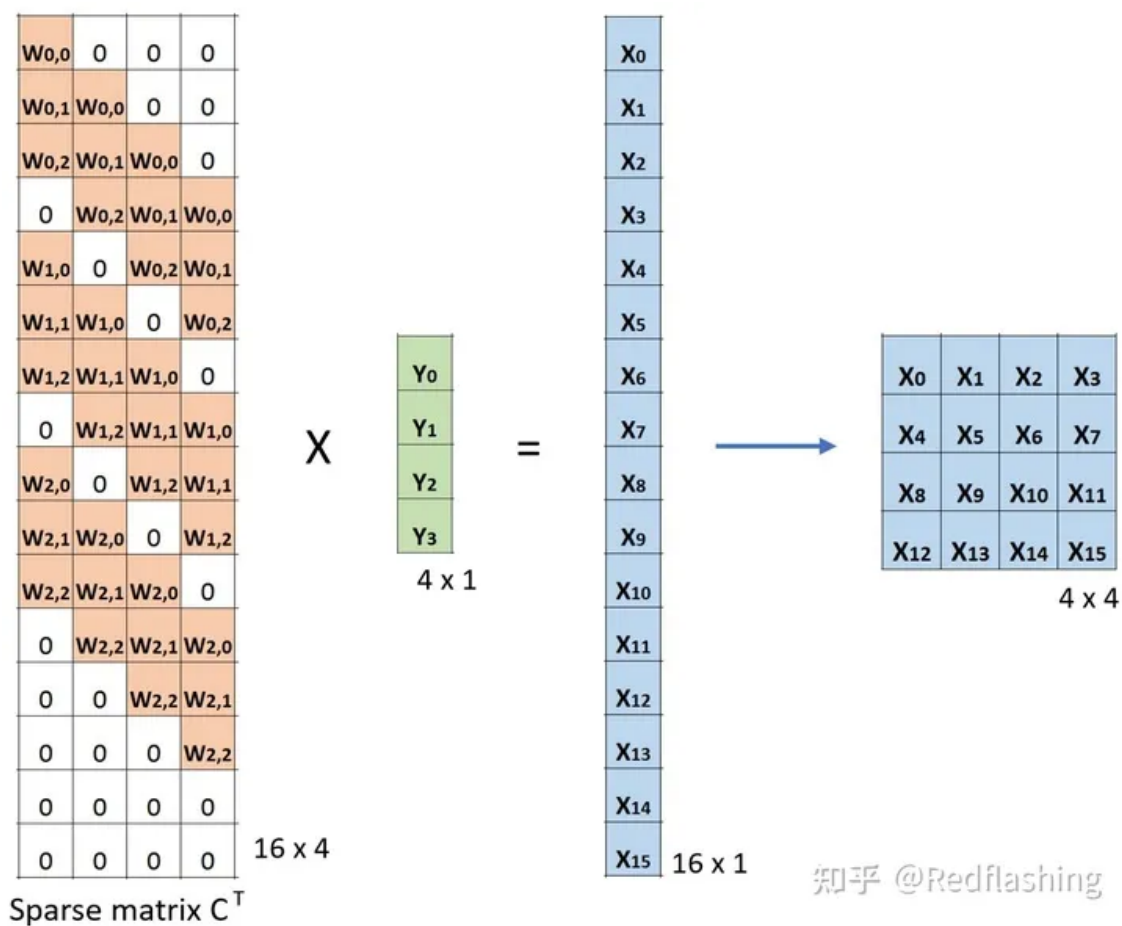 W0,0 0 0 0
W0,1 W0,0 0 0
W0,2 W0,1 W0,0 0
0 W0,2 W0,1 W0,0
W1,0 0 W0,2 W0,1
W1,1 W1,0 0 W0,2
W1,2 W1,1 W1,0 0
0 W1,2 W1,1 W1,0
W2,0 0 W1,2 W1,1
W2,1 W2,0 0 W1,2
W2,2 W2,1 W2,0 0
0 W2,2 W2,1 W2,0
0 0 W2,2 W2,1
0 0 0 W2,2
0 0 0 0
0 0 0 0
16 x 4
Sparse matrix C^T
X
Y0
Y1
Y2
Y3
4 x 1
=
X0
X1
X2
X3
X4
X5
X6
X7
X8
X9
X10
X11
X12
X13
X14
X15
16 x 1
X0 X1 X2 X3
X4 X5 X6 X7
X8 X9 X10 X11
X12 X13 X14 X15
4 x 4
知乎 @Redflashing